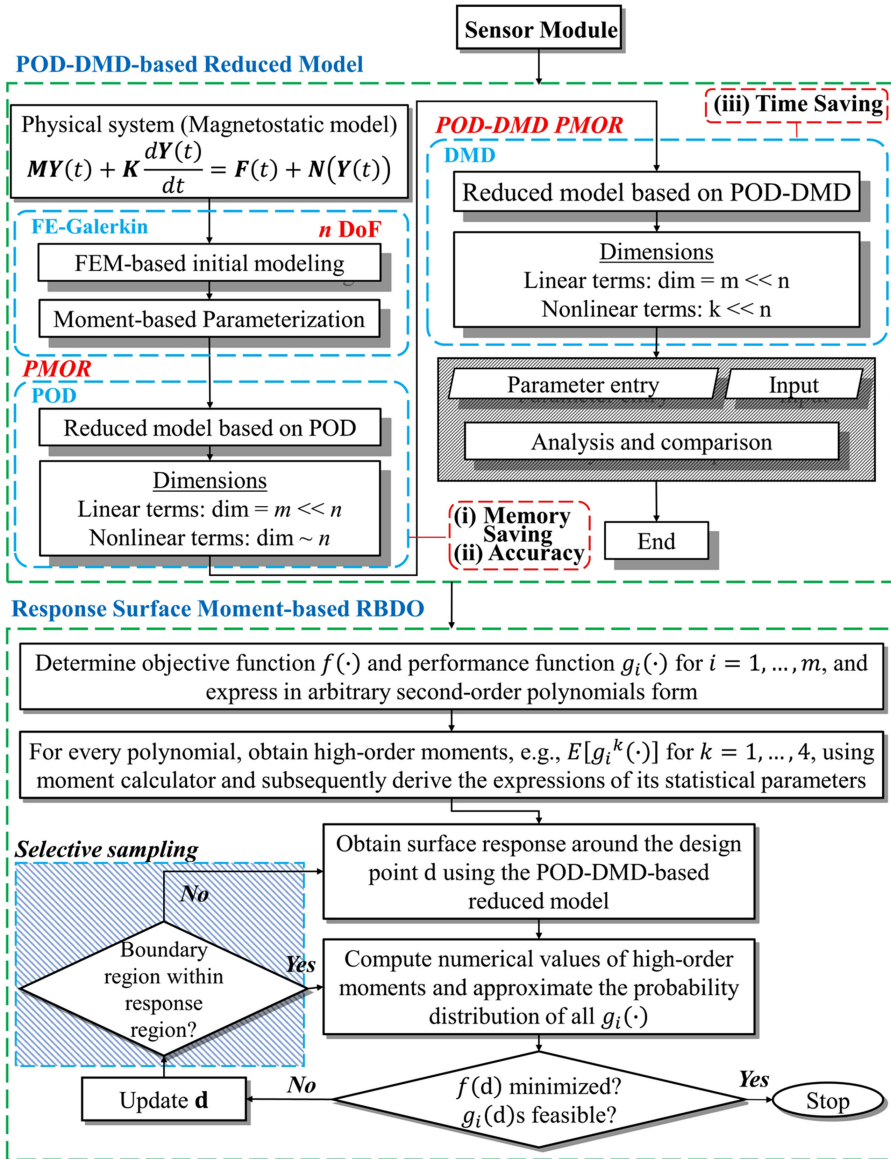 Sensor Module
POD-DMD-based Reduced Model
Physical system (Magnetostatic model)
𝑴𝒀(𝑡) + 𝑲 𝑑𝒀(𝑡)/𝑑𝑡 = 𝑭(𝑡) + 𝑵(𝒀(𝑡))
FE-Galerkin
n DoF
FEM-based initial modeling
Moment-based Parameterization
PMOR
POD
Reduced model based on POD
Dimensions
Linear terms: dim = m << n
Nonlinear terms: dim ~ n
(i) Memory
Saving
(ii) Accuracy
(iii) Time Saving
POD-DMD PMOR
DMD
Reduced model based on POD-DMD
Dimensions
Linear terms: dim = m << n
Nonlinear terms: k << n
Parameter entry
Input
Analysis and comparison
End
Response Surface Moment-based RBDO
Determine objective function 𝑓(·) and performance function 𝑔ᵢ(·) for 𝑖 = 1, … , 𝑚, and
express in arbitrary second-order polynomials form
For every polynomial, obtain high-order moments, e.g., 𝐸[𝑔ᵢᵏ(·)] for 𝑘 = 1, … , 4, using
moment calculator and subsequently derive the expressions of its statistical parameters
Selective sampling
No
Obtain surface response around the design
point d using the POD-DMD-based
reduced model
Boundary
region within
response
region?
Yes
Compute numerical values of high-order
moments and approximate the probability
distribution of all 𝑔ᵢ(·)
Update d
No
𝑓(d) minimized?
𝑔ᵢ(d)s feasible?
Yes
Stop